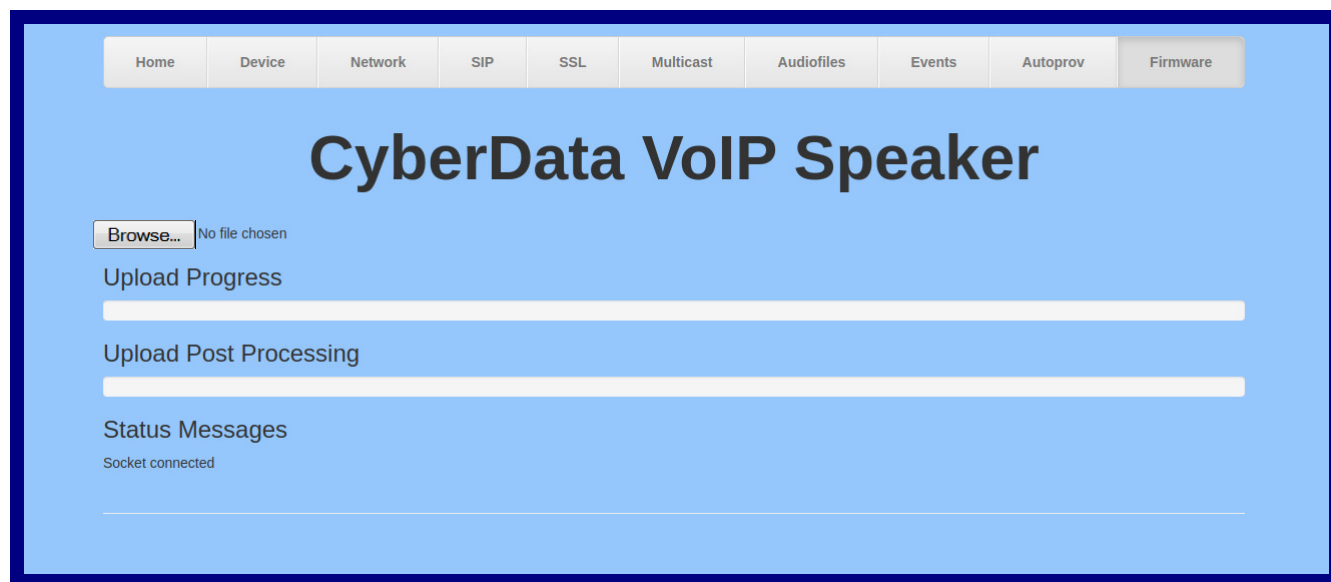 Home Device Network SIP SSL Multicast Audiofiles Events Autoprov Firmware
CyberData VoIP Speaker
Browse... No file chosen
Upload Progress
Upload Post Processing
Status Messages
Socket connected